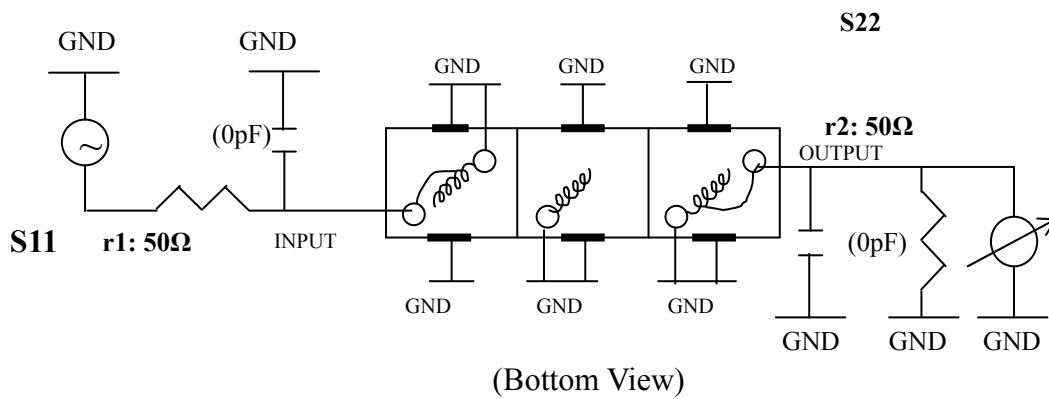 S22
GND
GND
GND
GND
GND
(0pF)
r2: 50Ω
OUTPUT
S11
r1: 50Ω
INPUT
(0pF)
GND
GND
GND
GND
GND
GND
(Bottom View)